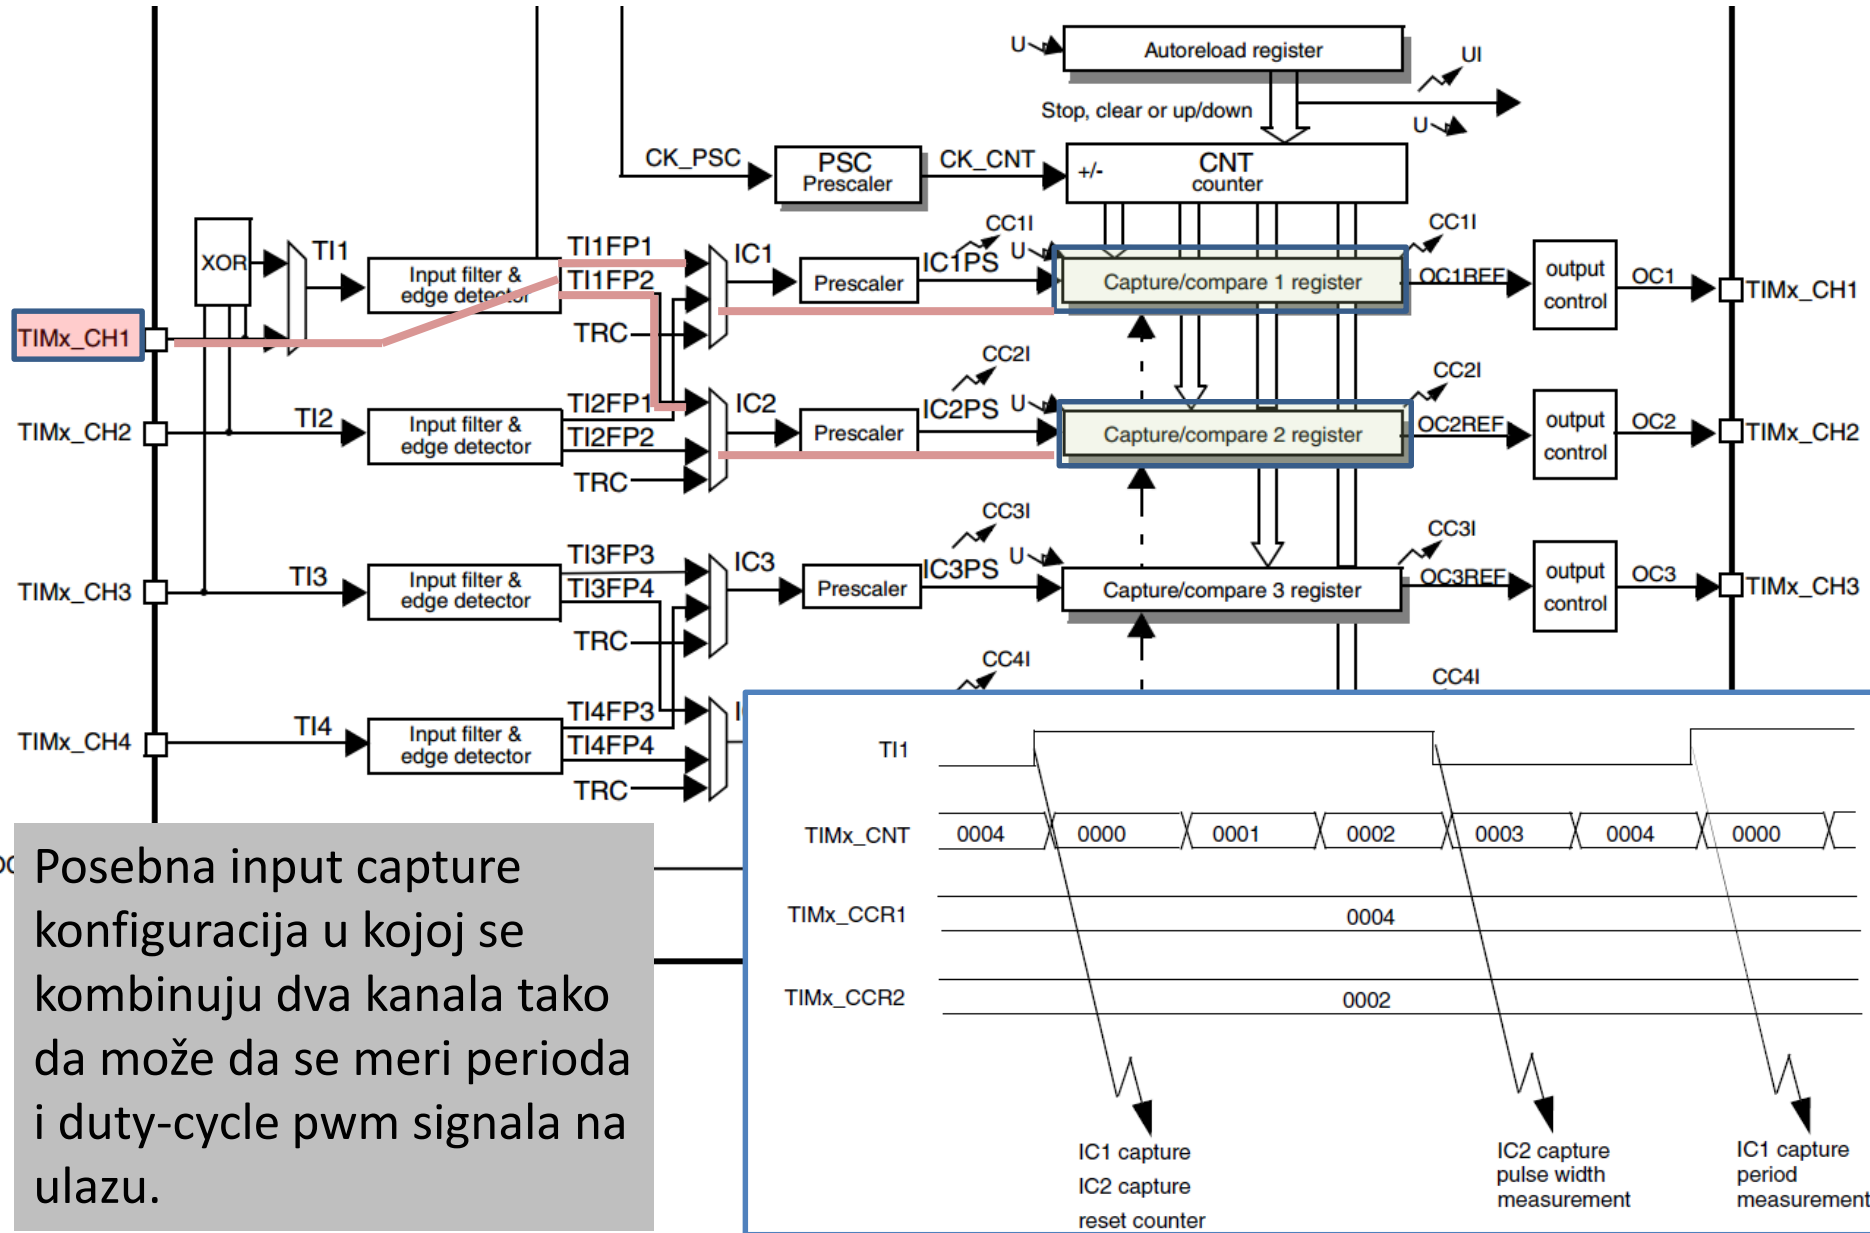 Autoreload register
U
UI
Stop, clear or up/down
U
CK_PSC
PSC
Prescaler
CK_CNT
+/-
CNT
counter
XOR
TI1
Input filter &
edge detector
TI1FP1
TI1FP2
TRC
IC1
Prescaler
CC1I
IC1PS
U
Capture/compare 1 register
CC1I
OC1REF
output
control
OC1
TIMx_CH1
TIMx_CH1
TIMx_CH2
TI2
Input filter &
edge detector
TI2FP1
TI2FP2
TRC
IC2
Prescaler
CC2I
IC2PS
U
Capture/compare 2 register
CC2I
OC2REF
output
control
OC2
TIMx_CH2
TIMx_CH3
TI3
Input filter &
edge detector
TI3FP3
TI3FP4
TRC
IC3
Prescaler
CC3I
IC3PS
U
Capture/compare 3 register
CC3I
OC3REF
output
control
OC3
TIMx_CH3
TIMx_CH4
TI4
Input filter &
edge detector
TI4FP3
TI4FP4
TRC
CC4I
CC4I
Posebna input capture
konfiguracija u kojoj se
kombinuju dva kanala tako
da može da se meri perioda
i duty-cycle pwm signala na
ulazu.
TI1
TIMx_CNT
0004
0000
0001
0002
0003
0004
0000
TIMx_CCR1
0004
TIMx_CCR2
0002
IC1 capture
IC2 capture
reset counter
IC2 capture
pulse width
measurement
IC1 capture
period
measurement